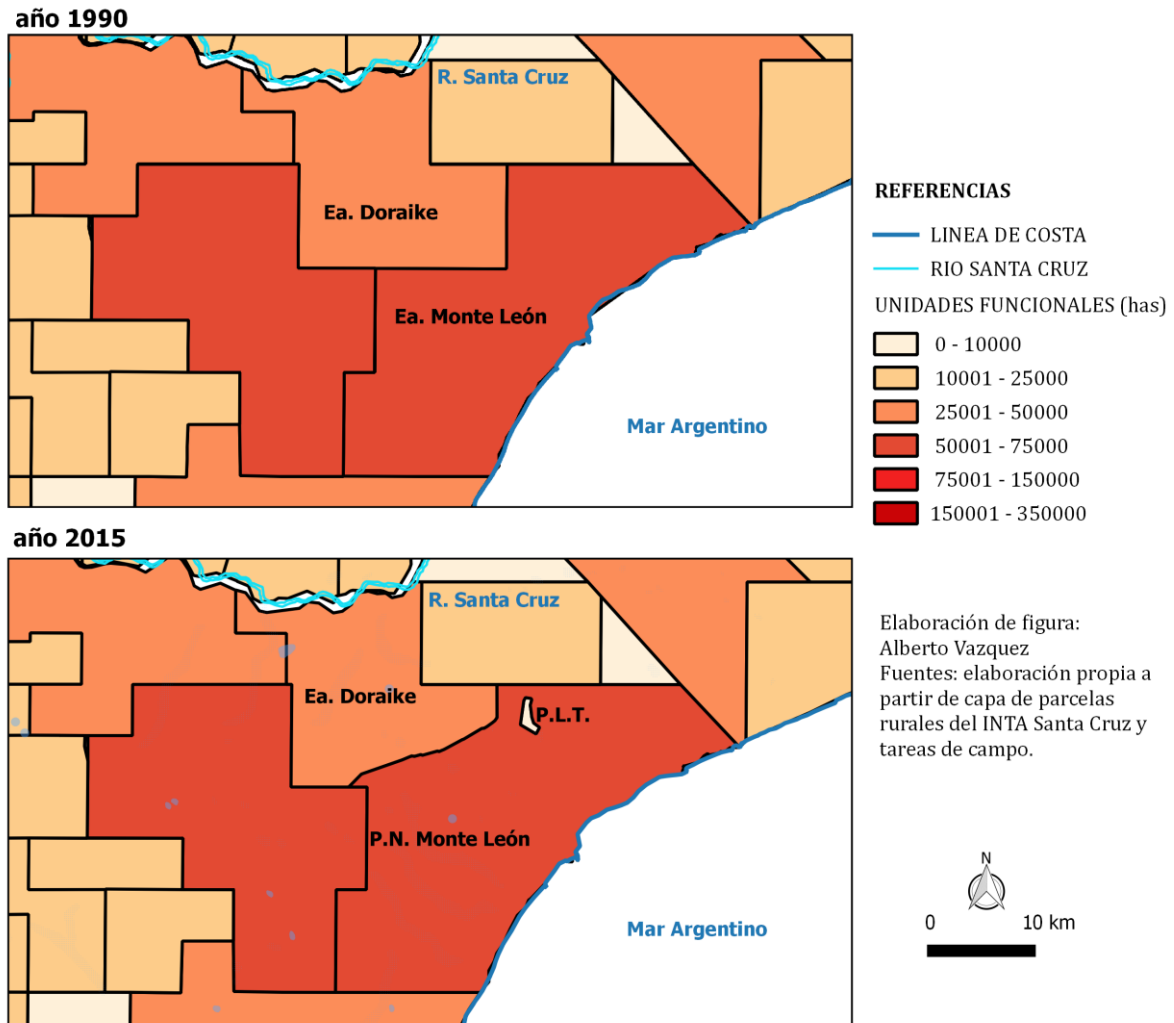 año 1990
R. Santa Cruz
Ea. Doraike
Ea. Monte León
Mar Argentino
REFERENCIAS
LINEA DE COSTA
RIO SANTA CRUZ
UNIDADES FUNCIONALES (has)
0 - 10000
10001 - 25000
25001 - 50000
50001 - 75000
75001 - 150000
150001 - 350000
año 2015
R. Santa Cruz
Ea. Doraike
P.L.T.
P.N. Monte León
Mar Argentino
Elaboración de figura:
Alberto Vazquez
Fuentes: elaboración propia a
partir de capa de parcelas
rurales del INTA Santa Cruz y
tareas de campo.
N
0 10 km